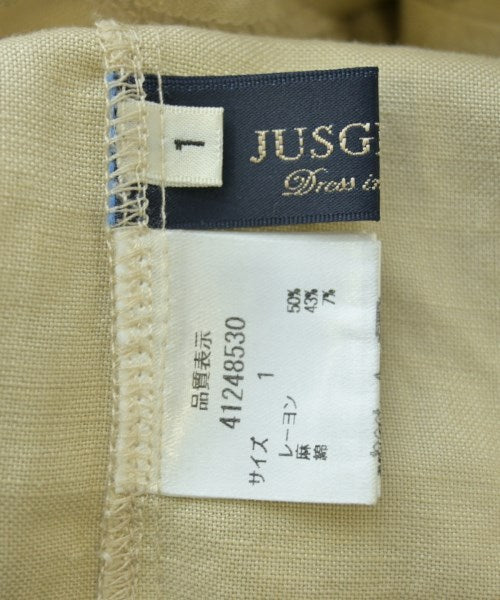 1
JUSG
Dress in
品質表示
41248530
サイズ 1
レーヨン 50%
麻 43%
綿 7%